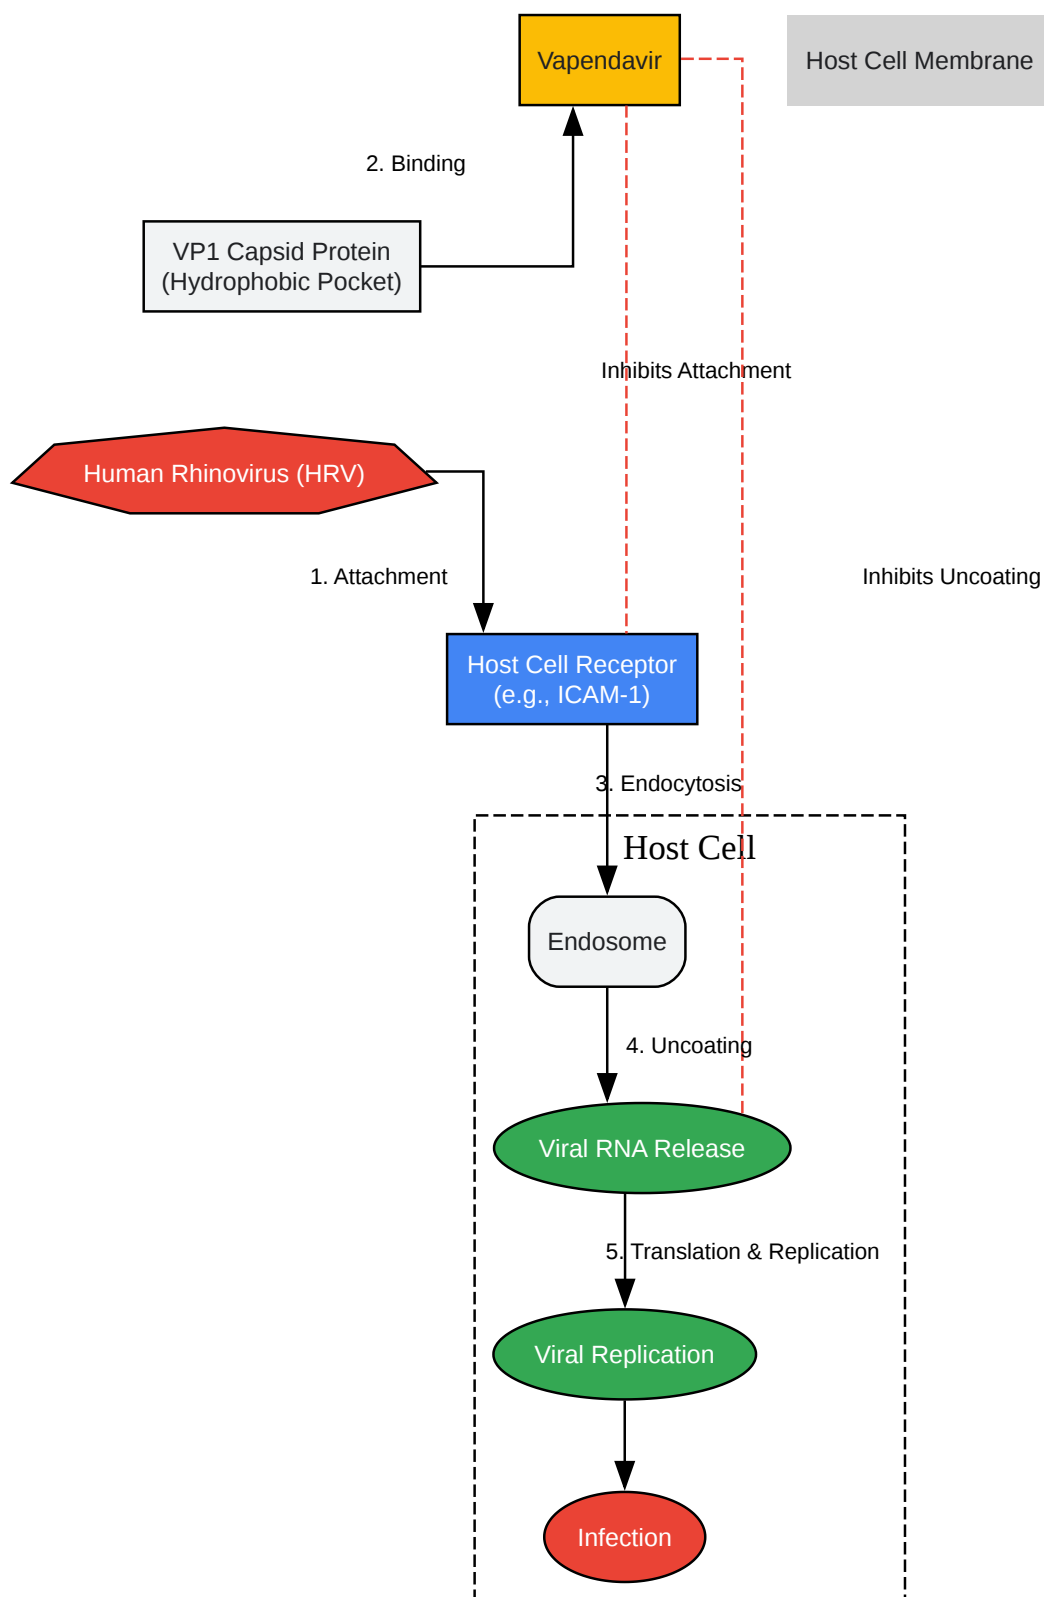 Vapendavir
Host Cell Membrane
2. Binding
VP1 Capsid Protein
(Hydrophobic Pocket)
Inhibits Attachment
Human Rhinovirus (HRV)
1. Attachment
Inhibits Uncoating
Host Cell Receptor
(e.g., ICAM-1)
3. Endocytosis
Host Cell
Endosome
4. Uncoating
Viral RNA Release
5. Translation & Replication
Viral Replication
Infection